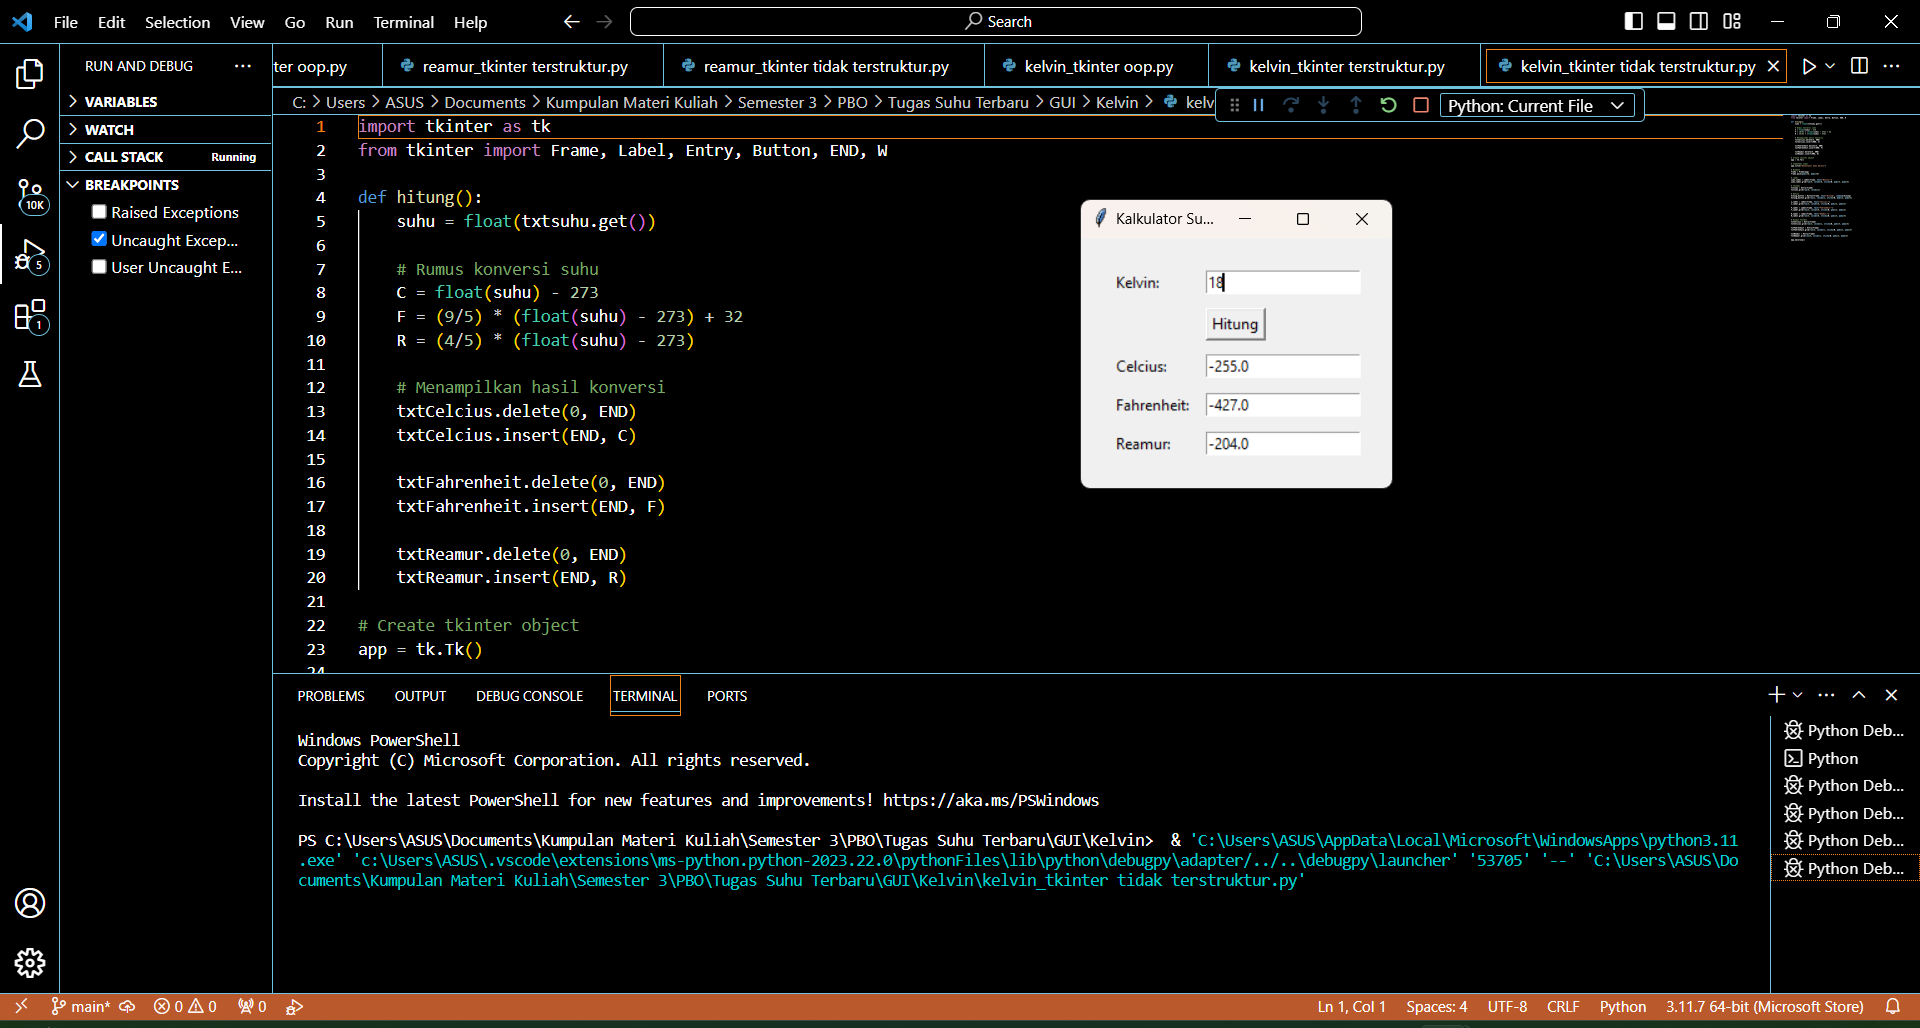 File Edit Selection View Go Run Terminal Help
Search
RUN AND DEBUG
ter oop.py
reamur_tkinter terstruktur.py
reamur_tkinter tidak terstruktur.py
kelvin_tkinter oop.py
kelvin_tkinter terstruktur.py
kelvin_tkinter tidak terstruktur.py
C: > Users > ASUS > Documents > Kumpulan Materi Kuliah > Semester 3 > PBO > Tugas Suhu Terbaru > GUI > Kelvin > kelv
Python: Current File
VARIABLES
WATCH
CALL STACK Running
BREAKPOINTS
Raised Exceptions
Uncaught Excep...
User Uncaught E...
10K
5
1
1 import tkinter as tk
2 from tkinter import Frame, Label, Entry, Button, END, W
3
4 def hitung():
5 suhu = float(txtsuhu.get())
6
7 # Rumus konversi suhu
8 C = float(suhu) - 273
9 F = (9/5) * (float(suhu) - 273) + 32
10 R = (4/5) * (float(suhu) - 273)
11
12 # Menampilkan hasil konversi
13 txtCelcius.delete(0, END)
14 txtCelcius.insert(END, C)
15
16 txtFahrenheit.delete(0, END)
17 txtFahrenheit.insert(END, F)
18
19 txtReamur.delete(0, END)
20 txtReamur.insert(END, R)
21
22 # Create tkinter object
23 app = tk.Tk()
24
Kalkulator Su...
Kelvin: 18
Hitung
Celcius: -255.0
Fahrenheit: -427.0
Reamur: -204.0
PROBLEMS OUTPUT DEBUG CONSOLE TERMINAL PORTS
Windows PowerShell
Copyright (C) Microsoft Corporation. All rights reserved.
Install the latest PowerShell for new features and improvements! https://aka.ms/PSWindows
PS C:\Users\ASUS\Documents\Kumpulan Materi Kuliah\Semester 3\PBO\Tugas Suhu Terbaru\GUI\Kelvin> & 'C:\Users\ASUS\AppData\Local\Microsoft\WindowsApps\python3.11
.exe' 'c:\Users\ASUS\.vscode\extensions\ms-python.python-2023.22.0\pythonFiles\lib\python\debugpy\adapter/../..\debugpy\launcher' '53705' '--' 'C:\Users\ASUS\Do
cuments\Kumpulan Materi Kuliah\Semester 3\PBO\Tugas Suhu Terbaru\GUI\Kelvin\kelvin_tkinter tidak terstruktur.py'
Python Deb...
Python
Python Deb...
Python Deb...
Python Deb...
Python Deb...
main* 0 0 0
Ln 1, Col 1 Spaces: 4 UTF-8 CRLF Python 3.11.7 64-bit (Microsoft Store)